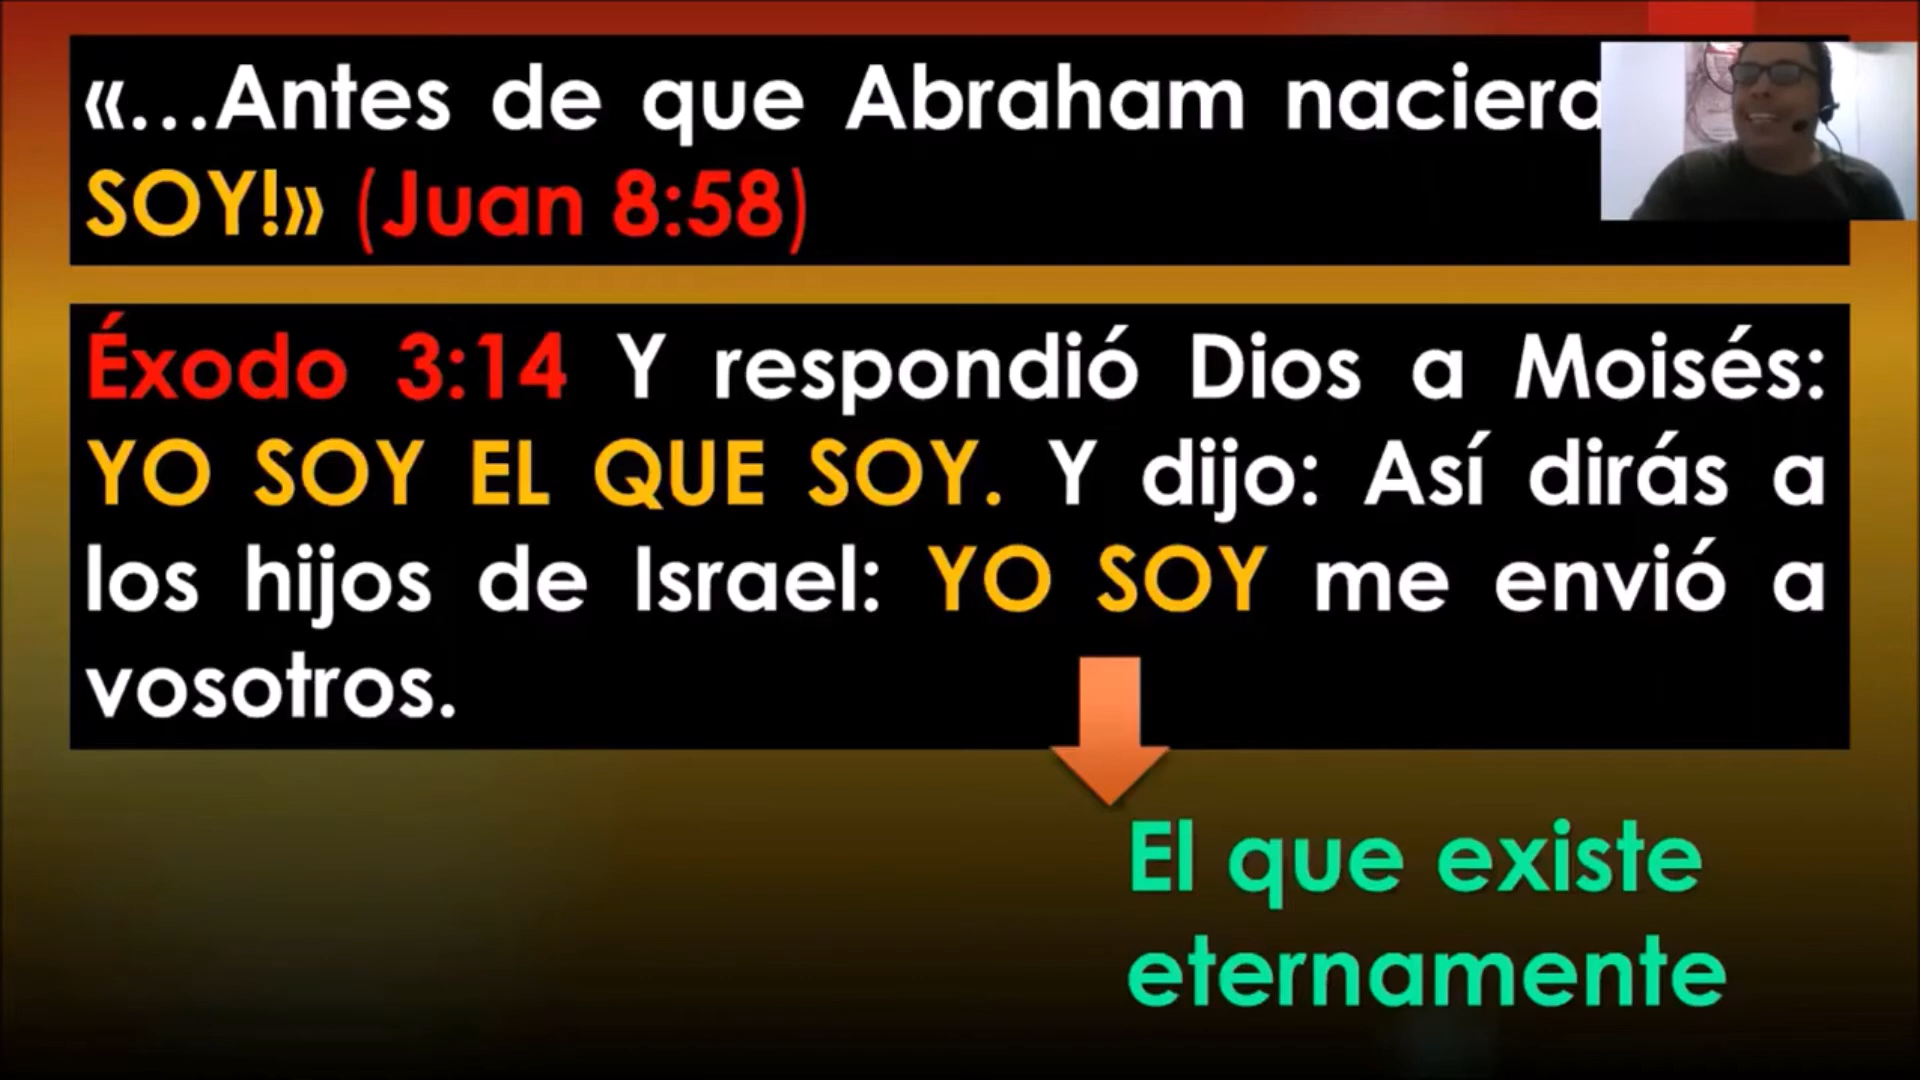 «…Antes de que Abraham naciera
SOY!» (Juan 8:58)
Éxodo 3:14 Y respondió Dios a Moisés:
YO SOY EL QUE SOY. Y dijo: Así dirás a
los hijos de Israel: YO SOY me envió a
vosotros.
El que existe
eternamente